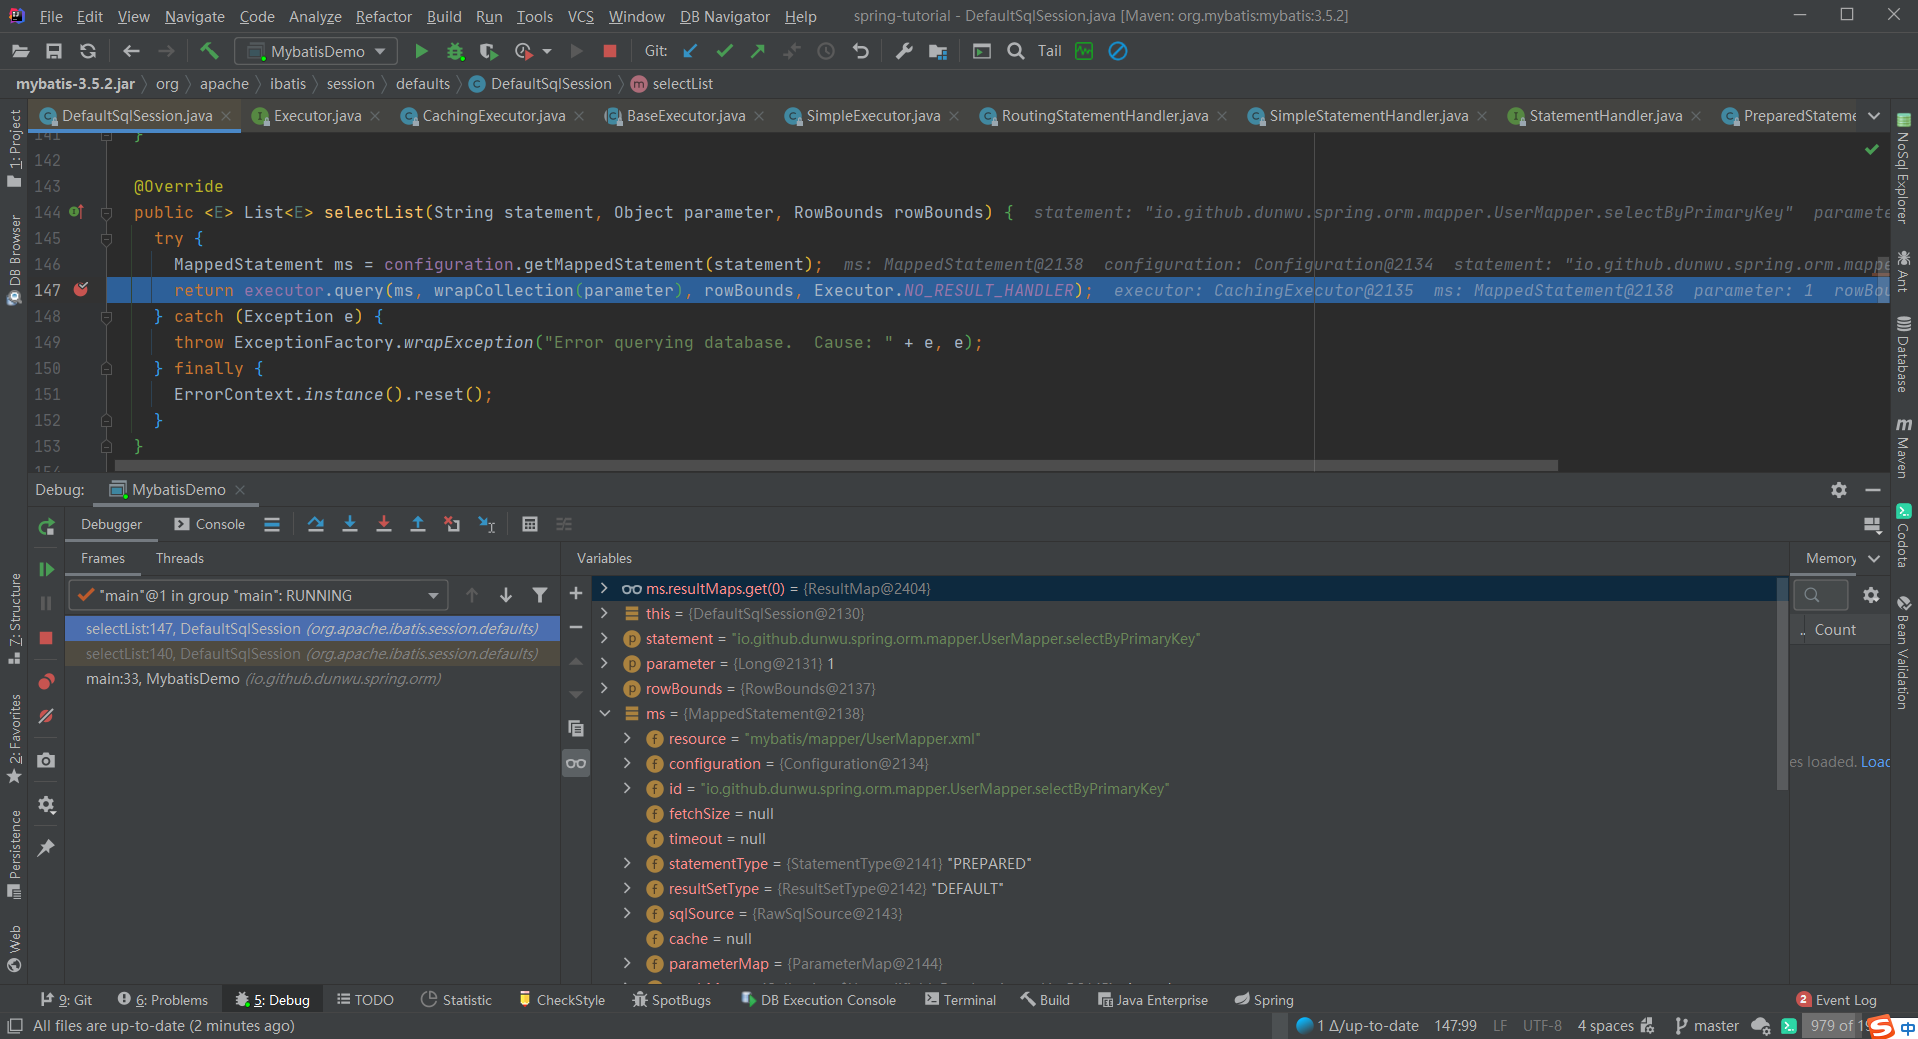 File Edit View Navigate Code Analyze Refactor Build Run Tools VCS Window DB Navigator Help spring-tutorial - DefaultSqlSession.java [Maven: org.mybatis:mybatis:3.5.2]
MybatisDemo Git: Tail
mybatis-3.5.2.jar org apache ibatis session defaults DefaultSqlSession selectList
DefaultSqlSession.java Executor.java CachingExecutor.java BaseExecutor.java SimpleExecutor.java RoutingStatementHandler.java SimpleStatementHandler.java StatementHandler.java PreparedStateme
141 }
142
143 @Override
144 public <E> List<E> selectList(String statement, Object parameter, RowBounds rowBounds) { statement: "io.github.dunwu.spring.orm.mapper.UserMapper.selectByPrimaryKey" paramete
145 try {
146 MappedStatement ms = configuration.getMappedStatement(statement); ms: MappedStatement@2138 configuration: Configuration@2134 statement: "io.github.dunwu.spring.orm.mappe
147 return executor.query(ms, wrapCollection(parameter), rowBounds, Executor.NO_RESULT_HANDLER); executor: CachingExecutor@2135 ms: MappedStatement@2138 parameter: 1 rowBou
148 } catch (Exception e) {
149 throw ExceptionFactory.wrapException("Error querying database.  Cause: " + e, e);
150 } finally {
151 ErrorContext.instance().reset();
152 }
153 }
154
Debug: MybatisDemo
Debugger Console
Frames Threads
"main"@1 in group "main": RUNNING
selectList:147, DefaultSqlSession (org.apache.ibatis.session.defaults)
selectList:140, DefaultSqlSession (org.apache.ibatis.session.defaults)
main:33, MybatisDemo (io.github.dunwu.spring.orm)
Variables
ms.resultMaps.get(0) = {ResultMap@2404}
this = {DefaultSqlSession@2130}
statement = "io.github.dunwu.spring.orm.mapper.UserMapper.selectByPrimaryKey"
parameter = {Long@2131} 1
rowBounds = {RowBounds@2137}
ms = {MappedStatement@2138}
resource = "mybatis/mapper/UserMapper.xml"
configuration = {Configuration@2134}
id = "io.github.dunwu.spring.orm.mapper.UserMapper.selectByPrimaryKey"
fetchSize = null
timeout = null
statementType = {StatementType@2141} "PREPARED"
resultSetType = {ResultSetType@2142} "DEFAULT"
sqlSource = {RawSqlSource@2143}
cache = null
parameterMap = {ParameterMap@2144}
Memory
.. Count
es loaded. Loac
1: Project
DB Browser
Z: Structure
2: Favorites
Persistence
Web
NoSql Explorer
Ant
Database
Maven
Codota
Bean Validation
9: Git 6: Problems 5: Debug TODO Statistic CheckStyle SpotBugs DB Execution Console Terminal Build Java Enterprise Spring 2 Event Log
All files are up-to-date (2 minutes ago) 1 Δ/up-to-date 147:99 LF UTF-8 4 spaces master 979 of 19 中